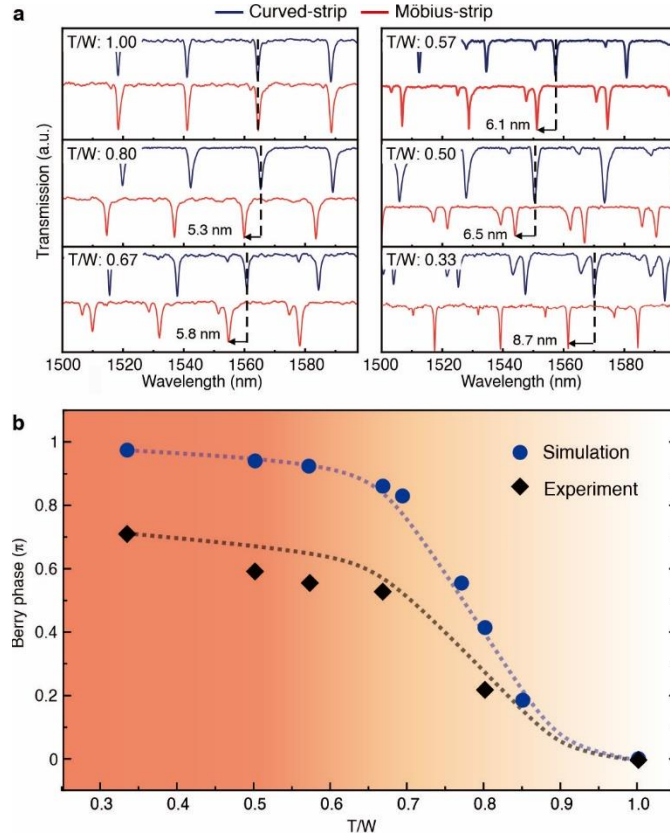 Curved-strip Möbius-strip
a
T/W: 1.00
T/W: 0.57
6.1 nm
T/W: 0.80
5.3 nm
T/W: 0.50
6.5 nm
T/W: 0.67
5.8 nm
T/W: 0.33
8.7 nm
Transmission (a.u.)
1500 1520 1540 1560 1580
Wavelength (nm)
1500 1520 1540 1560 1580
Wavelength (nm)
b
Simulation
Experiment
1
0.8
0.6
0.4
0.2
0
Berry phase (π)
0.3 0.4 0.5 0.6 0.7 0.8 0.9 1.0
T/W